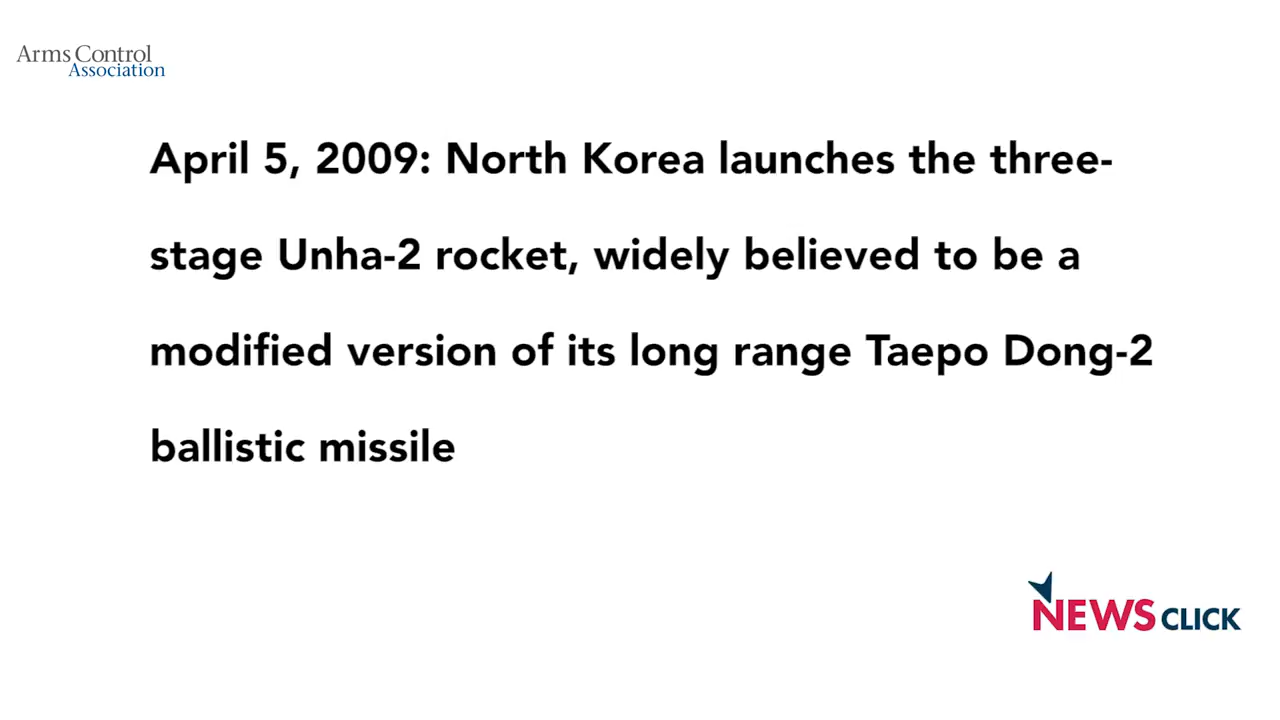 Arms Control
Association
April 5, 2009: North Korea launches the three-
stage Unha-2 rocket, widely believed to be a
modified version of its long range Taepo Dong-2
ballistic missile
NEWS CLICK